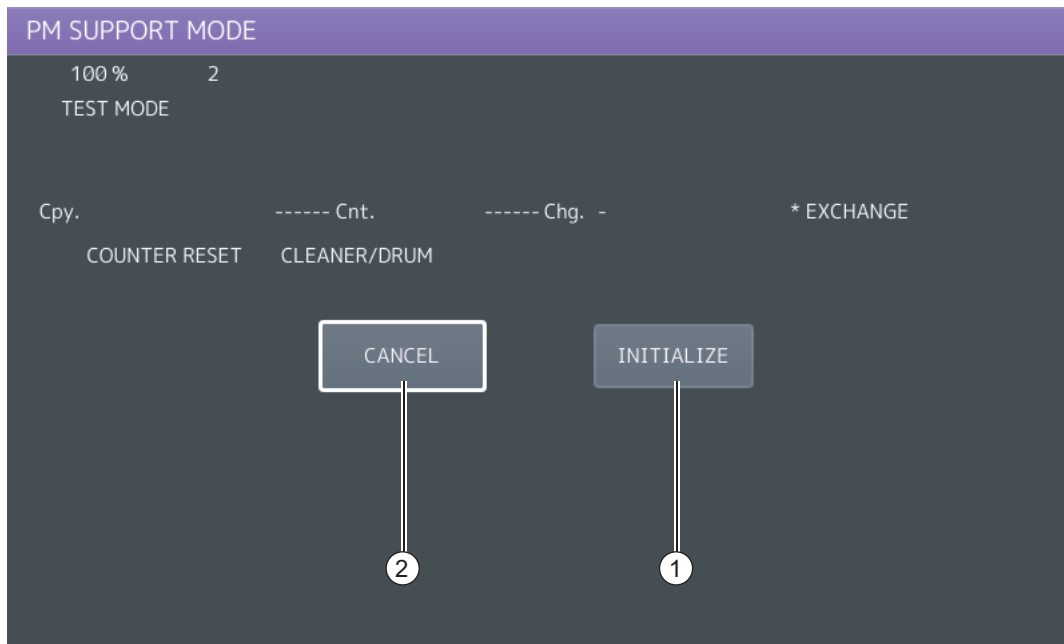 PM SUPPORT MODE
100 % 2
TEST MODE
Cpy. ------ Cnt. ------ Chg. - * EXCHANGE
COUNTER RESET CLEANER/DRUM
CANCEL INITIALIZE
2 1